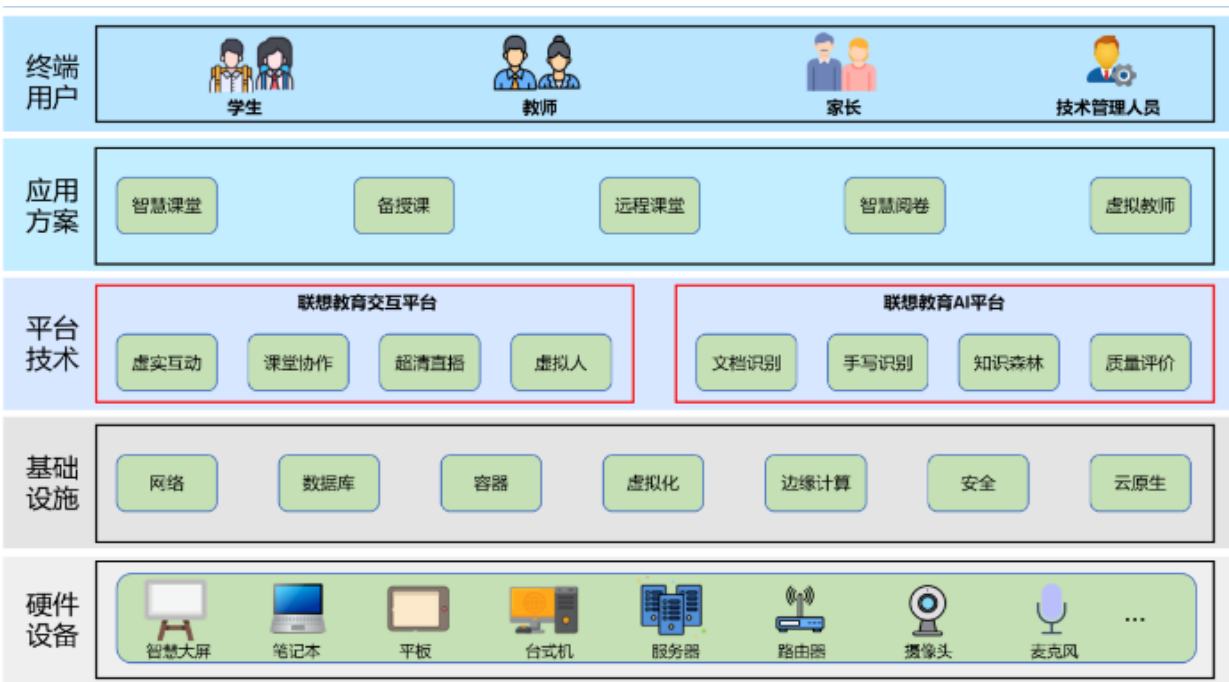 终端
用户
学生
教师
家长
技术管理人员
应用
方案
智慧课堂
备授课
远程课堂
智慧阅卷
虚拟教师
平台
技术
联想教育交互平台
虚实互动
课堂协作
超清直播
虚拟人
联想教育AI平台
文档识别
手写识别
知识森林
质量评价
基础
设施
网络
数据库
容器
虚拟化
边缘计算
安全
云原生
硬件
设备
智慧大屏
笔记本
平板
台式机
服务器
路由器
摄像头
麦克风
...